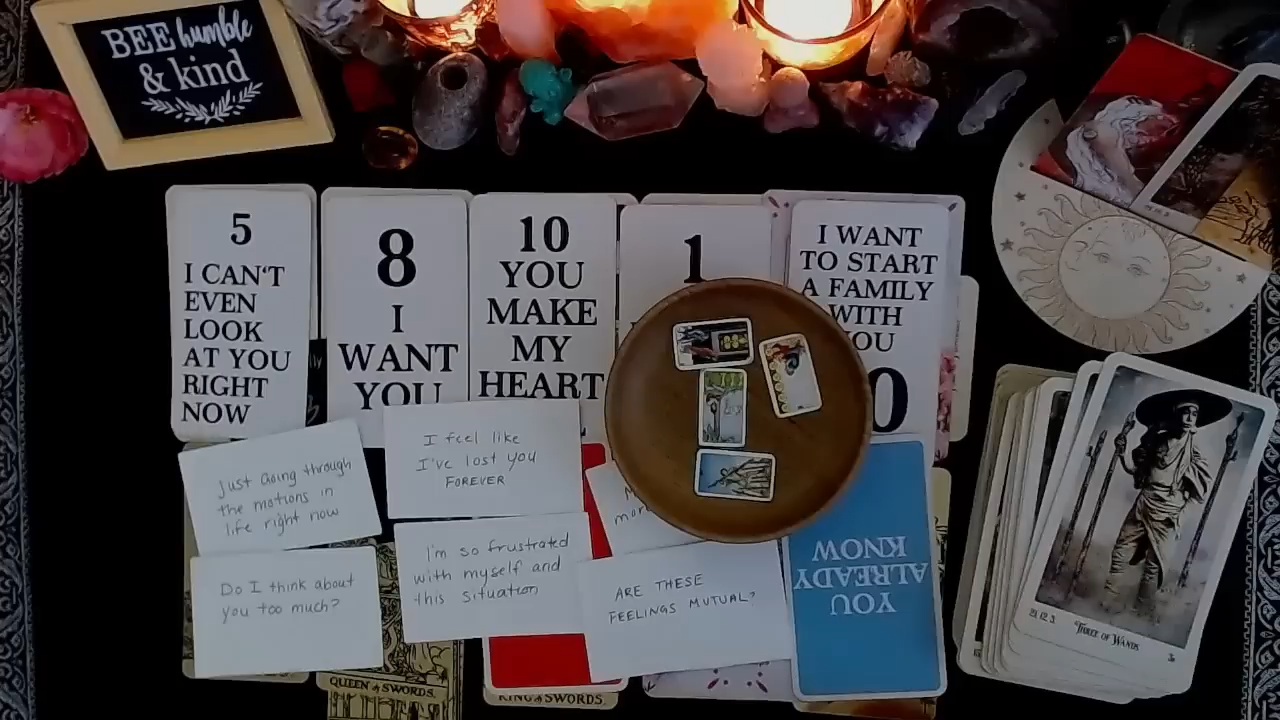 BEE humble
& kind
5
I CAN'T
EVEN
LOOK
AT YOU
RIGHT
NOW
8
I
WANT
YOU
10
YOU
MAKE
MY
HEART
1
I WANT
TO START
A FAMILY
WITH
YOU
0
Just Going through
the motions in
life right now
I feel like
I've lost you
FOREVER
Do I think about
you too much?
I'm so frustrated
with myself and
this situation
ARE THESE
FEELINGS MUTUAL?
YOU
ALREADY
KNOW
QUEEN of SWORDS.
KING of SWORDS.
THREE OF WANDS